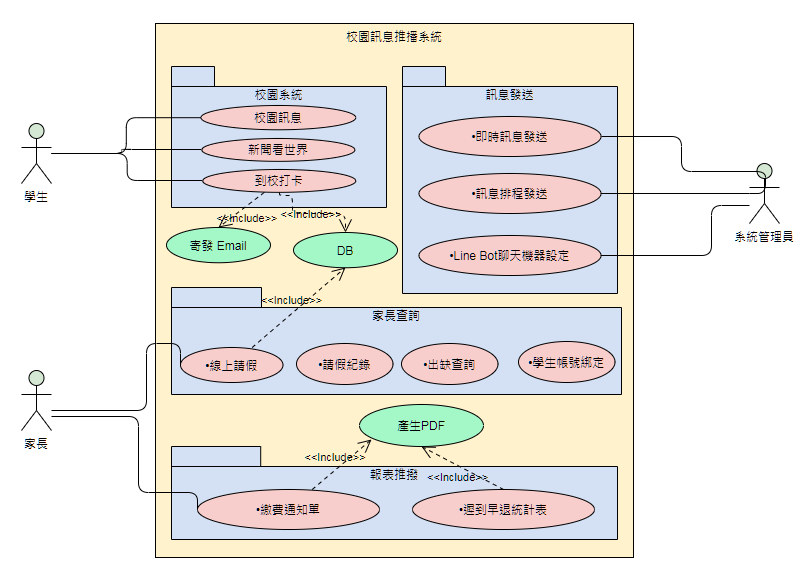 校園訊息推播系統
校園系統
校園訊息
新聞看世界
到校打卡
訊息發送
•即時訊息發送
•訊息排程發送
•Line Bot聊天機器設定
學生
系統管理員
<<Include>>
<<Include>>
寄發 Email
DB
<<Include>>
家長查詢
•線上請假
•請假紀錄
•出缺查詢
•學生帳號綁定
家長
產生PDF
<<Include>>
<<Include>>
報表推撥
•繳費通知單
•遲到早退統計表